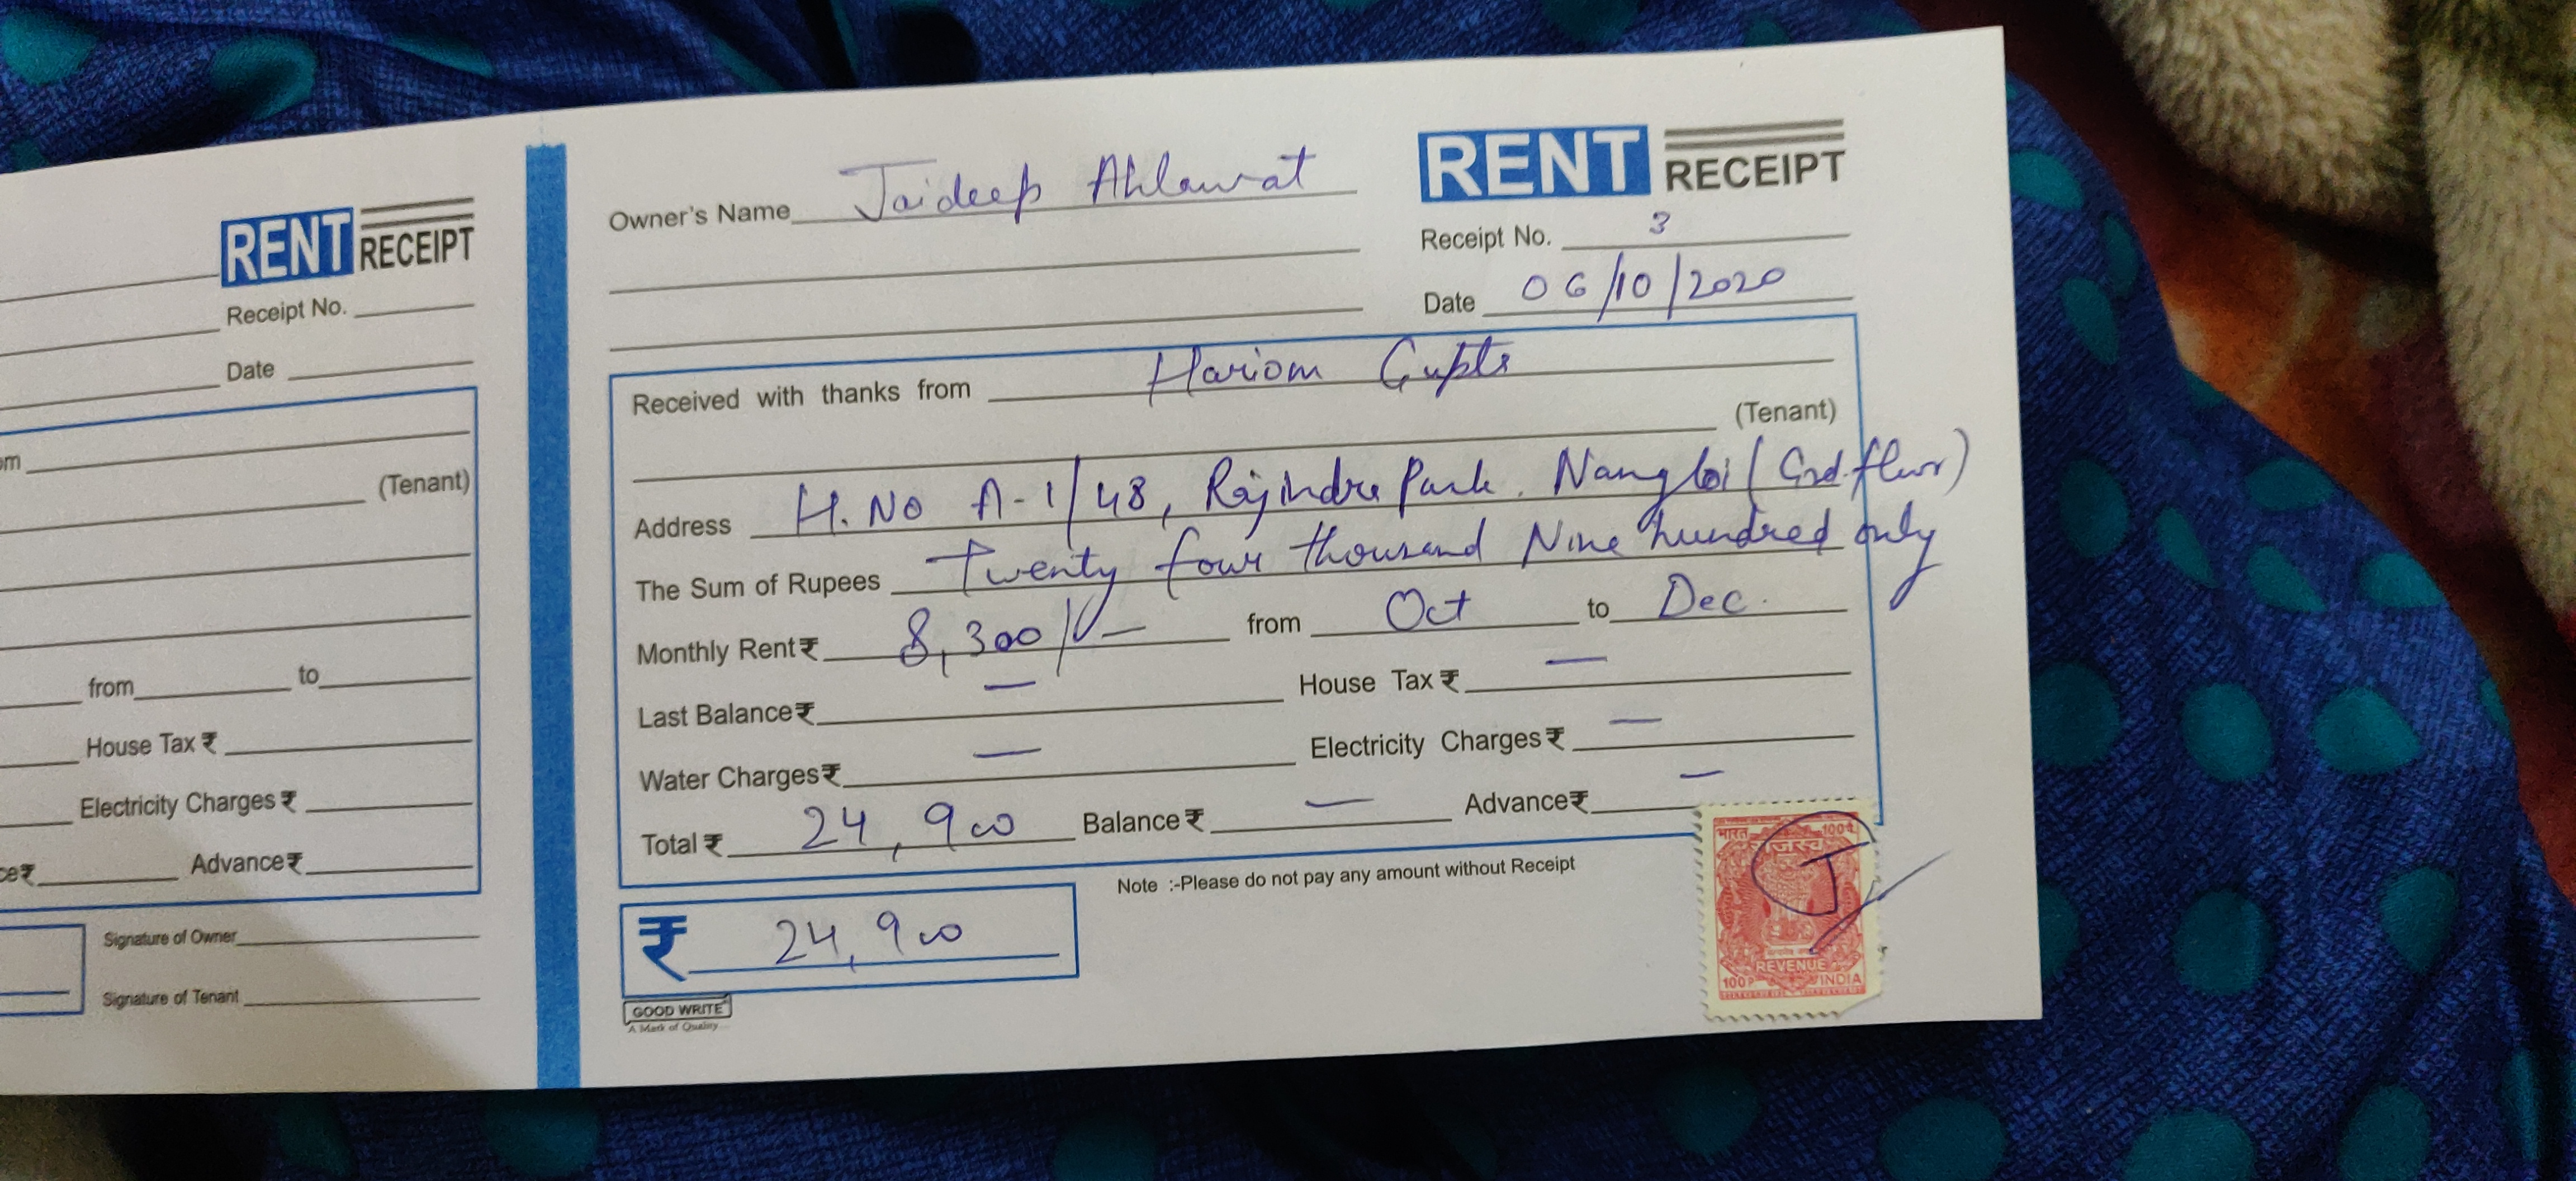 RENT RECEIPT
Receipt No.
Date
om
(Tenant)
from to
House Tax₹
Electricity Charges₹
ce₹ Advance₹
Signature of Owner
Signature of Tenant
RENT RECEIPT
Owner's Name Jaideep Ahlawat
Receipt No. 3
Date 06/10/2020
Received with thanks from Hariom Gupta
(Tenant)
Address H.No A-1/48, Rajindra Park, Nangloi (Grd. floor)
The Sum of Rupees Twenty four thousand Nine hundred only
Monthly Rent₹ 8,300/- from Oct to Dec.
Last Balance₹ — House Tax₹ —
Water Charges₹ — Electricity Charges₹ —
Total₹ 24,900 Balance₹ — Advance₹ —
₹ 24,900
Note :-Please do not pay any amount without Receipt
GOOD WRITE
A Mark of Quality
भारत 100P
100P REVENUE INDIA